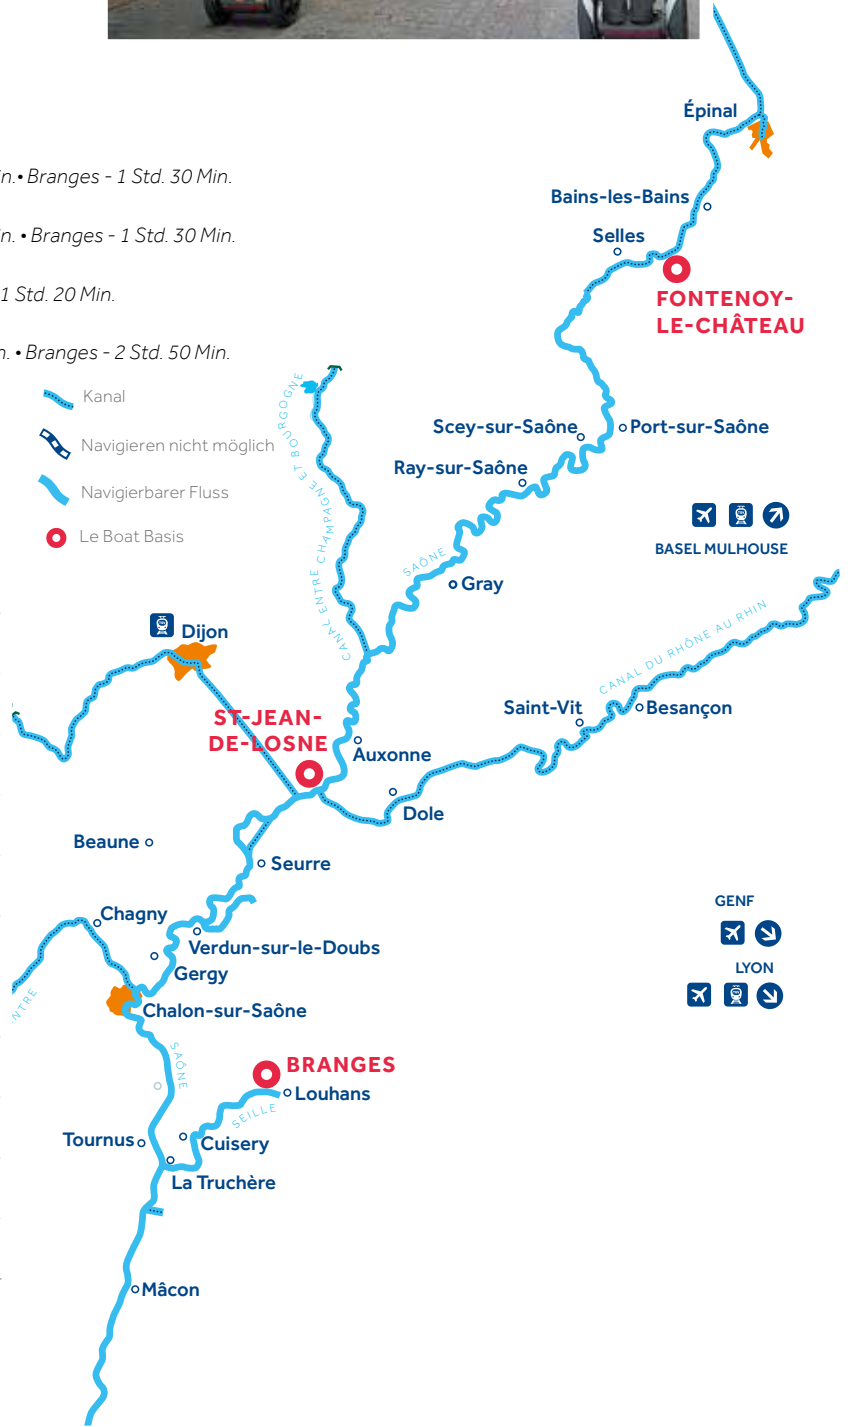 Épinal
• Branges - 1 Std. 30 Min.
Bains-les-Bains
• Branges - 1 Std. 30 Min.
Selles
1 Std. 20 Min.
FONTENOY-
LE-CHÂTEAU
• Branges - 2 Std. 50 Min.
Kanal
Navigieren nicht möglich
Navigierbarer Fluss
Le Boat Basis
CANAL ENTRE CHAMPAGNE ET BOURGOGNE
Scey-sur-Saône
Port-sur-Saône
Ray-sur-Saône
BASEL MULHOUSE
SAÔNE
Gray
CANAL DU RHÔNE AU RHIN
Dijon
ST-JEAN-
DE-LOSNE
Saint-Vit
Besançon
Auxonne
Dole
Beaune
Seurre
GENF
Chagny
Verdun-sur-le-Doubs
Gergy
LYON
Chalon-sur-Saône
SAÔNE
BRANGES
Louhans
SEILLE
Tournus
Cuisery
La Truchère
Mâcon